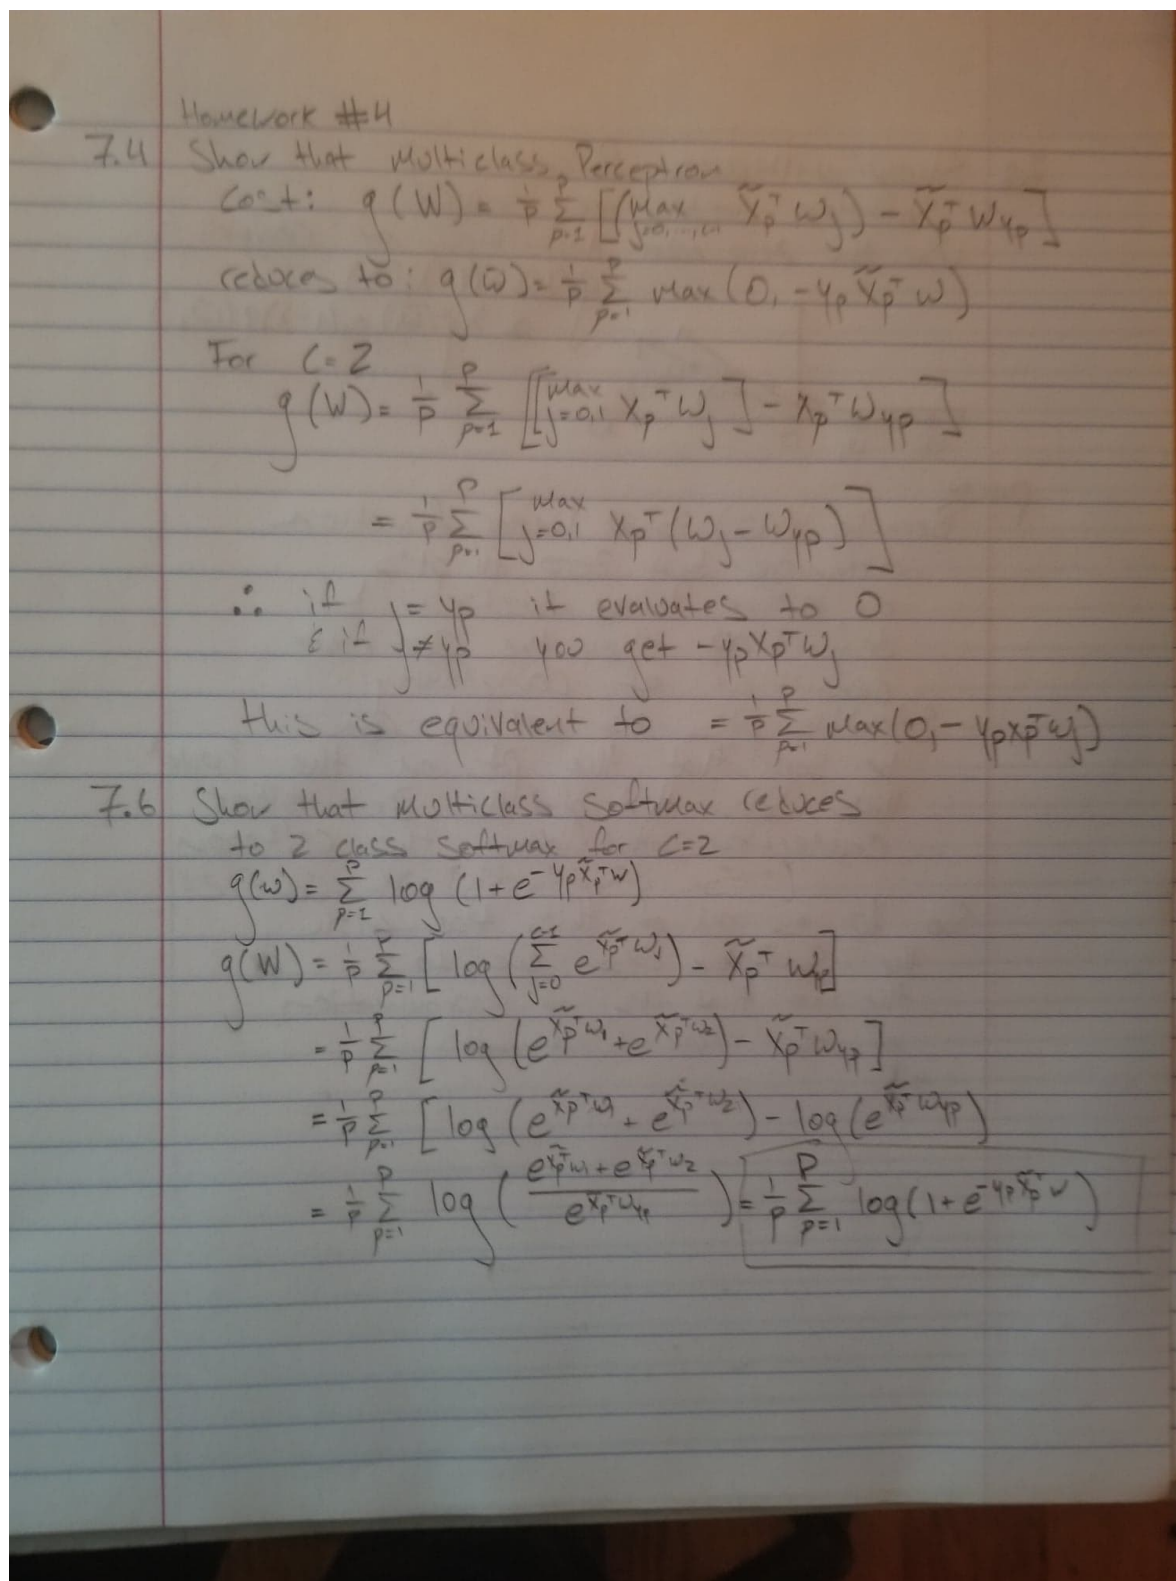 Homework #4
7.4 Show that Multiclass Perceptron
Cost: g(W) = 1/P Σ_{p=1}^{P} [(max_{j=0,...,c-1} x̃_p^T w_j) - x̃_p^T w_{y_p}]
reduces to: g(w) = 1/P Σ_{p=1}^{P} max(0, -y_p x̃_p^T w)
For C=2
g(W) = 1/P Σ_{p=1}^{P} [[max_{j=0,1} x_p^T w_j] - x_p^T w_{y_p}]
= 1/P Σ_{p=1}^{P} [max_{j=0,1} x_p^T (w_j - w_{y_p})]
∴ if j = y_p it evaluates to 0
& if j ≠ y_p you get -y_p x_p^T w_j
this is equivalent to = 1/P Σ_{p=1}^{P} max(0, -y_p x_p^T w_j)
7.6 Show that Multiclass Softmax reduces
to 2 class softmax for C=2
g(w) = Σ_{p=1}^{P} log(1+e^{-y_p x̃_p^T w})
g(W) = 1/P Σ_{p=1}^{P} [log(Σ_{j=0}^{c-1} e^{x̃_p^T w_j}) - x̃_p^T w_{y_p}]
= 1/P Σ_{p=1}^{P} [log(e^{x̃_p^T w_1} + e^{x̃_p^T w_2}) - x̃_p^T w_{y_p}]
= 1/P Σ_{p=1}^{P} [log(e^{x̃_p^T w_1} + e^{x̃_p^T w_2}) - log(e^{x̃_p^T w_{y_p}})
= 1/P Σ_{p=1}^{P} log((e^{x̃_p^T w_1} + e^{x̃_p^T w_2})/(e^{x̃_p^T w_{y_p}})) = 1/P Σ_{p=1}^{P} log(1+e^{-y_p x̃_p^T w})